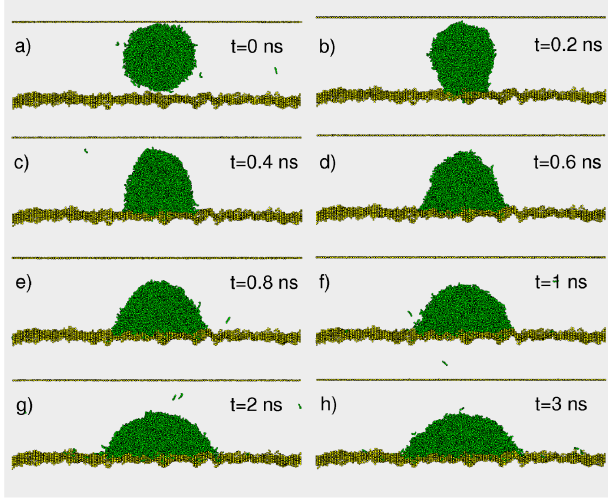 a) t=0 ns
b) t=0.2 ns
c) t=0.4 ns
d) t=0.6 ns
e) t=0.8 ns
f) t=1 ns
g) t=2 ns
h) t=3 ns